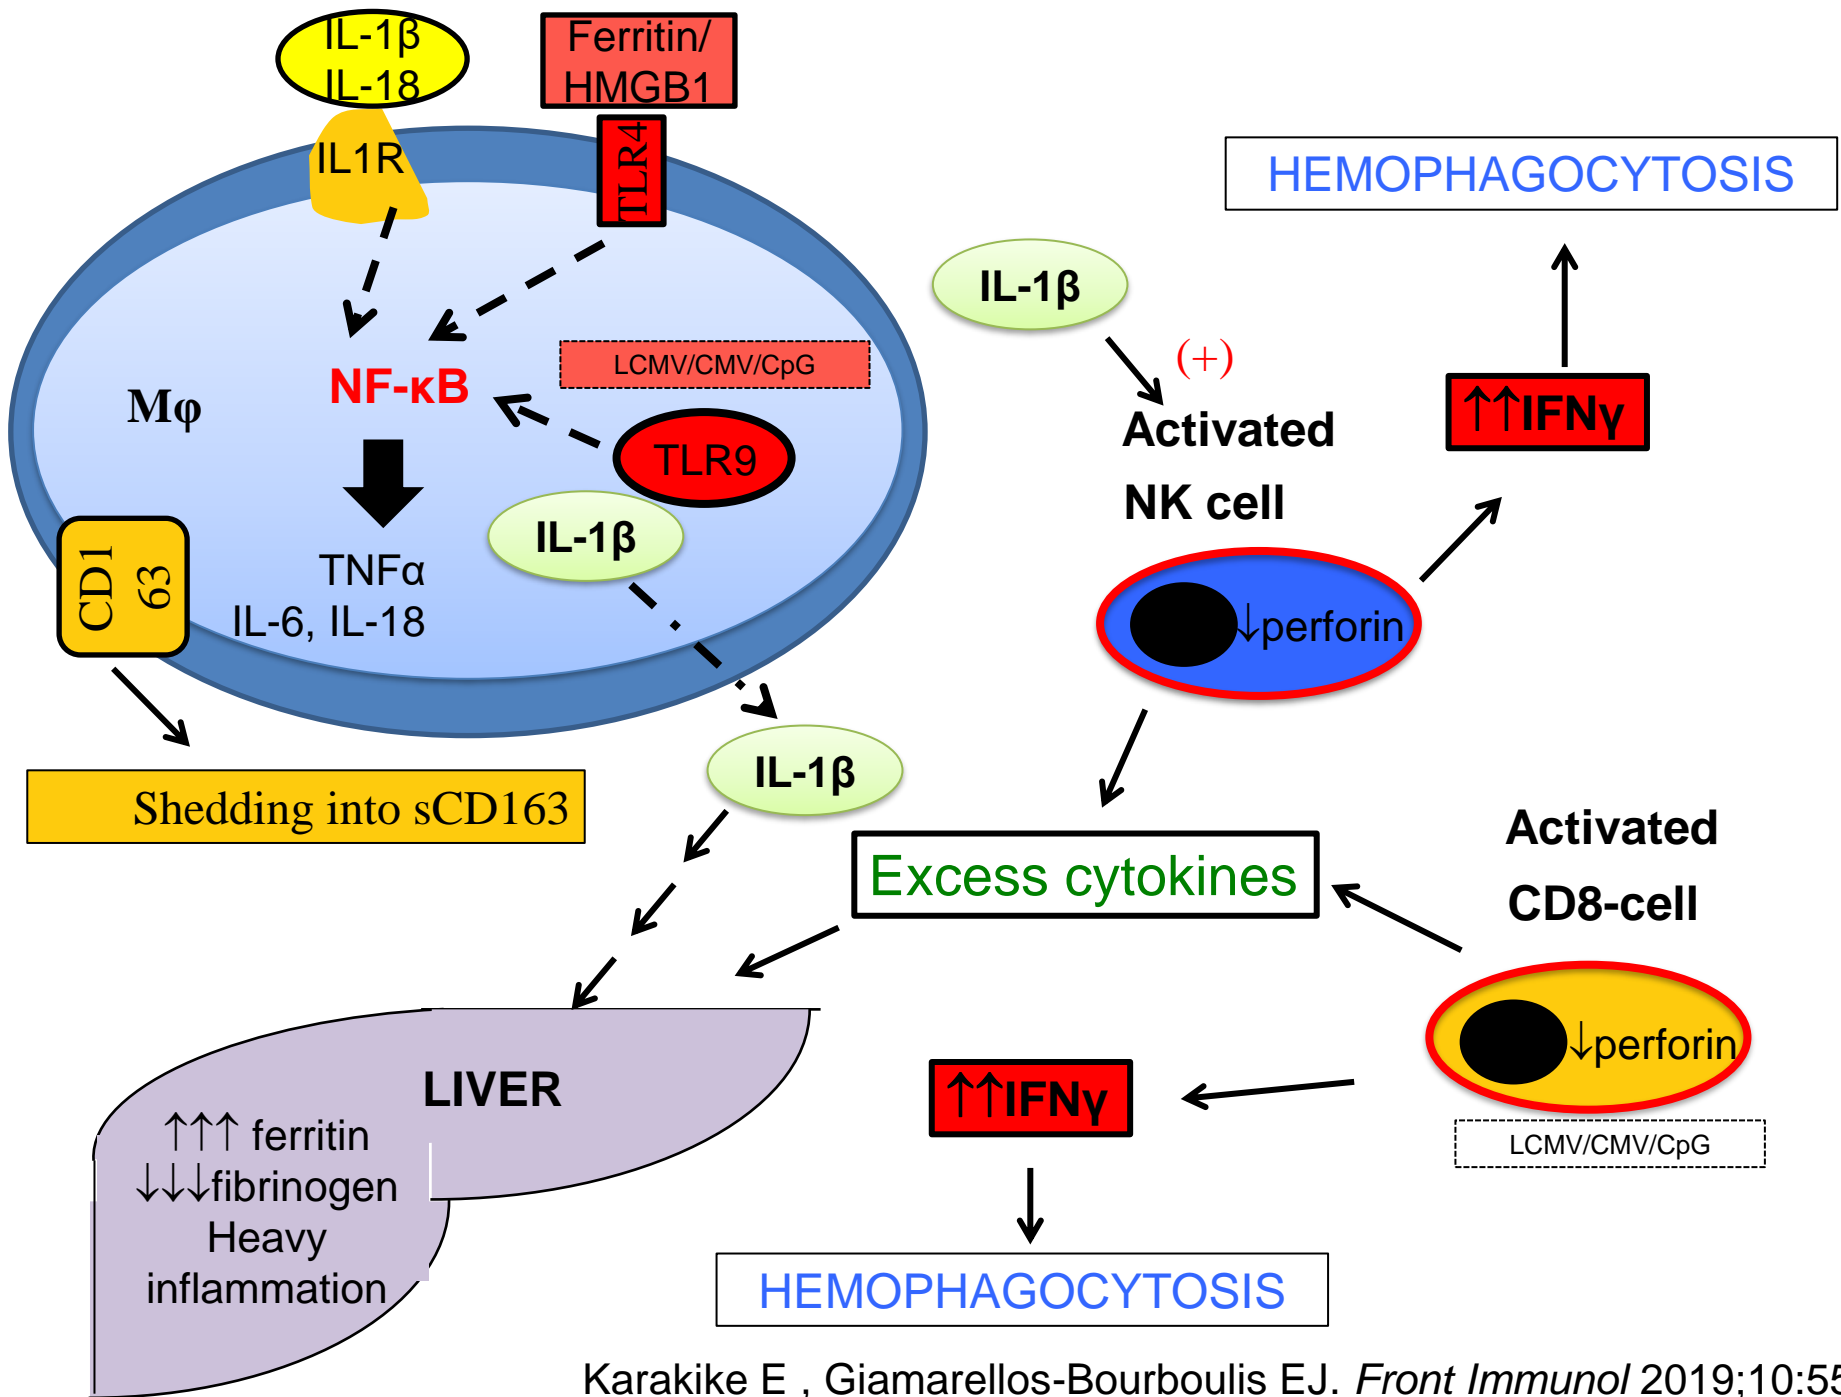 IL-1β
IL-18
IL1R
Ferritin/
HMGB1
TLR4
HEMOPHAGOCYTOSIS
IL-1β
(+)
LCMV/CMV/CpG
NF-κB
Mφ
↑↑IFNγ
Activated
NK cell
TLR9
IL-1β
CD1
63
TNFα
IL-6, IL-18
↓perforin
IL-1β
Shedding into sCD163
Excess cytokines
Activated
CD8-cell
↓perforin
LCMV/CMV/CpG
LIVER
↑↑↑ ferritin
↓↓↓fibrinogen
Heavy
inflammation
↑↑IFNγ
HEMOPHAGOCYTOSIS
Karakike E , Giamarellos-Bourboulis EJ. Front Immunol 2019;10:55